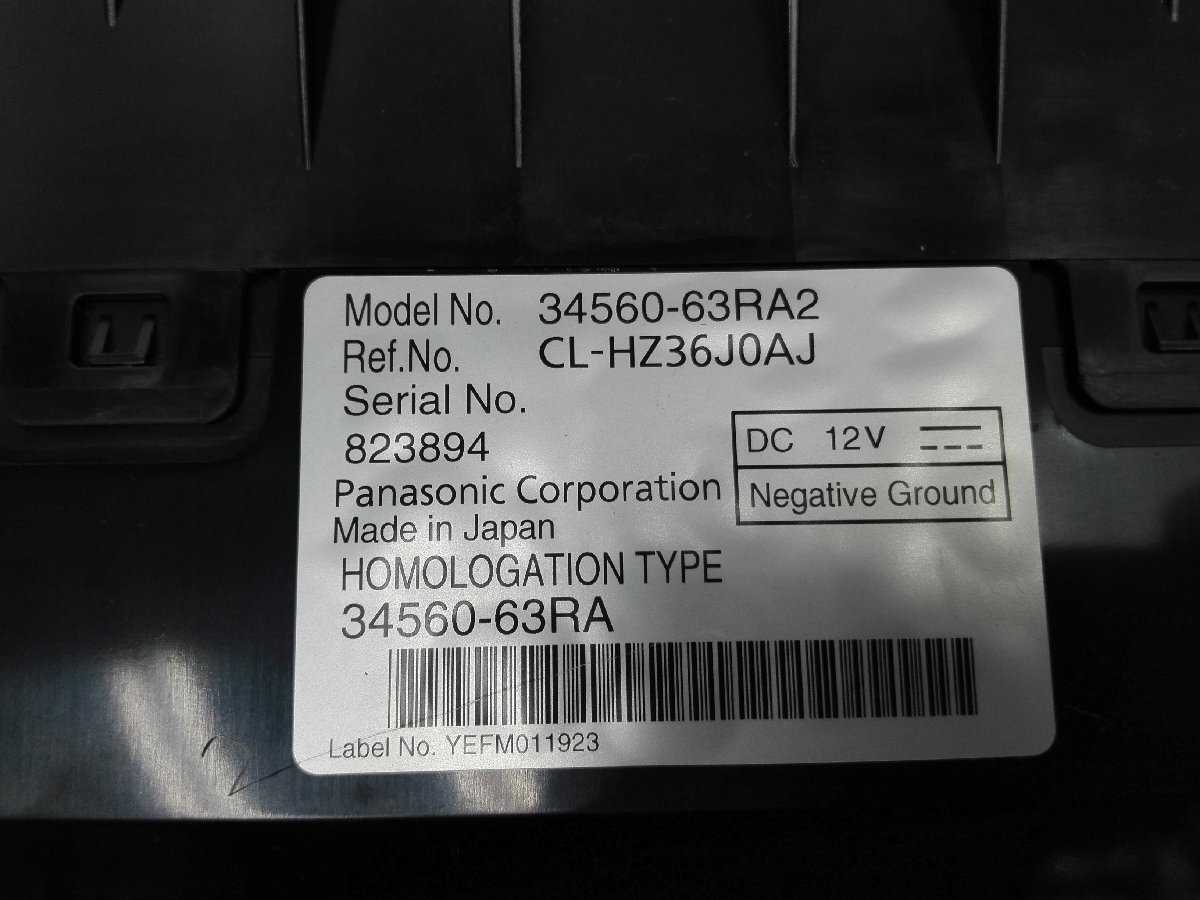 Model No. 34560-63RA2
Ref.No. CL-HZ36J0AJ
Serial No.
823894
DC 12V
Negative Ground
Panasonic Corporation
Made in Japan
HOMOLOGATION TYPE
34560-63RA
Label No. YEFM011923
2